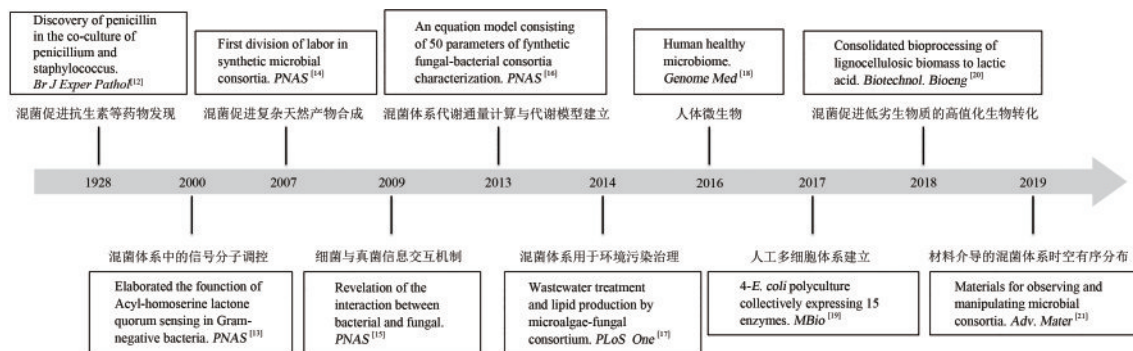 Discovery of penicillin
in the co-culture of
penicillium and
staphylococcus.
Br J Exper Pathol[12]
First division of labor in
synthetic microbial
consortia. PNAS [14]
An equation model consisting
of 50 parameters of fynthetic
fungal-bacterial consortia
characterization. PNAS [16]
Human healthy
microbiome.
Genome Med [18]
Consolidated bioprocessing of
lignocellulosic biomass to lactic
acid. Biotechnol. Bioeng [20]
混菌促进抗生素等药物发现
混菌促进复杂天然产物合成
混菌体系代谢通量计算与代谢模型建立
人体微生物
混菌促进低劣生物质的高值化生物转化
1928 2000 2007 2009 2013 2014 2016 2017 2018 2019
混菌体系中的信号分子调控
细菌与真菌信息交互机制
混菌体系用于环境污染治理
人工多细胞体系建立
材料介导的混菌体系时空有序分布
Elaborated the founction of
Acyl-homoserine lactone
quorum sensing in Gram-
negative bacteria. PNAS [13]
Revelation of the
interaction between
bacterial and fungal.
PNAS [15]
Wastewater treatment
and lipid production by
microalgae-fungal
consortium. PLoS One [17]
4-E. coli polyculture
collectively expressing 15
enzymes. MBio [19]
Materials for observing and
manipulating microbial
consortia. Adv. Mater [21]